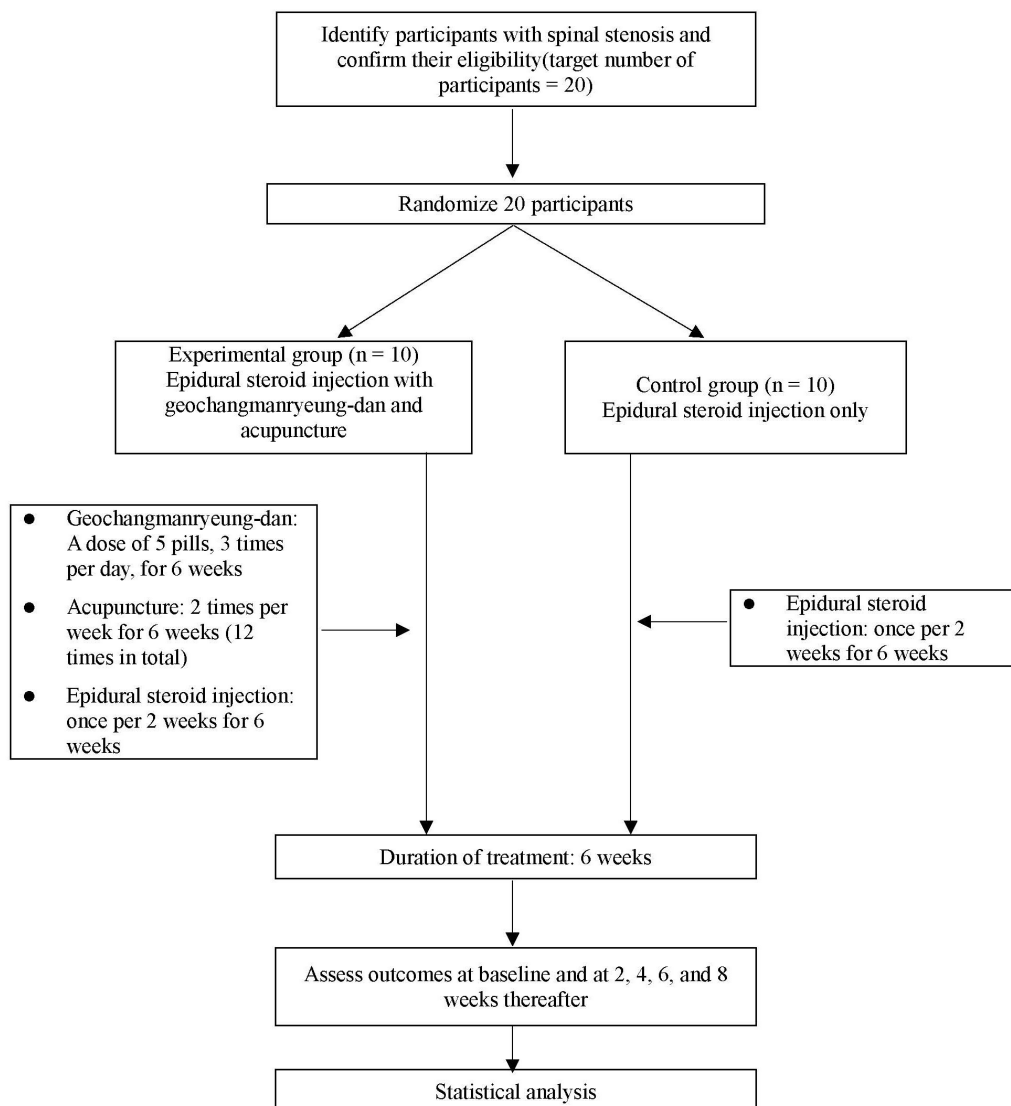 Identify participants with spinal stenosis and
confirm their eligibility(target number of
participants = 20)
Randomize 20 participants
Experimental group (n = 10)
Epidural steroid injection with
geochangmanryeung-dan and
acupuncture
Control group (n = 10)
Epidural steroid injection only
● Geochangmanryeung-dan:
A dose of 5 pills, 3 times
per day, for 6 weeks
● Acupuncture: 2 times per
week for 6 weeks (12
times in total)
● Epidural steroid injection:
once per 2 weeks for 6
weeks
● Epidural steroid
injection: once per 2
weeks for 6 weeks
Duration of treatment: 6 weeks
Assess outcomes at baseline and at 2, 4, 6, and 8
weeks thereafter
Statistical analysis